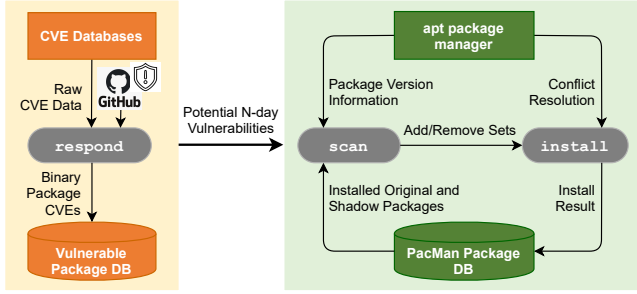 CVE Databases
Raw
CVE Data
GitHub
respond
Binary
Package
CVEs
Vulnerable
Package DB
Potential N-day
Vulnerabilities
apt package
manager
Package Version
Information
Conflict
Resolution
scan
Add/Remove Sets
install
Installed Original and
Shadow Packages
Install
Result
PacMan Package
DB